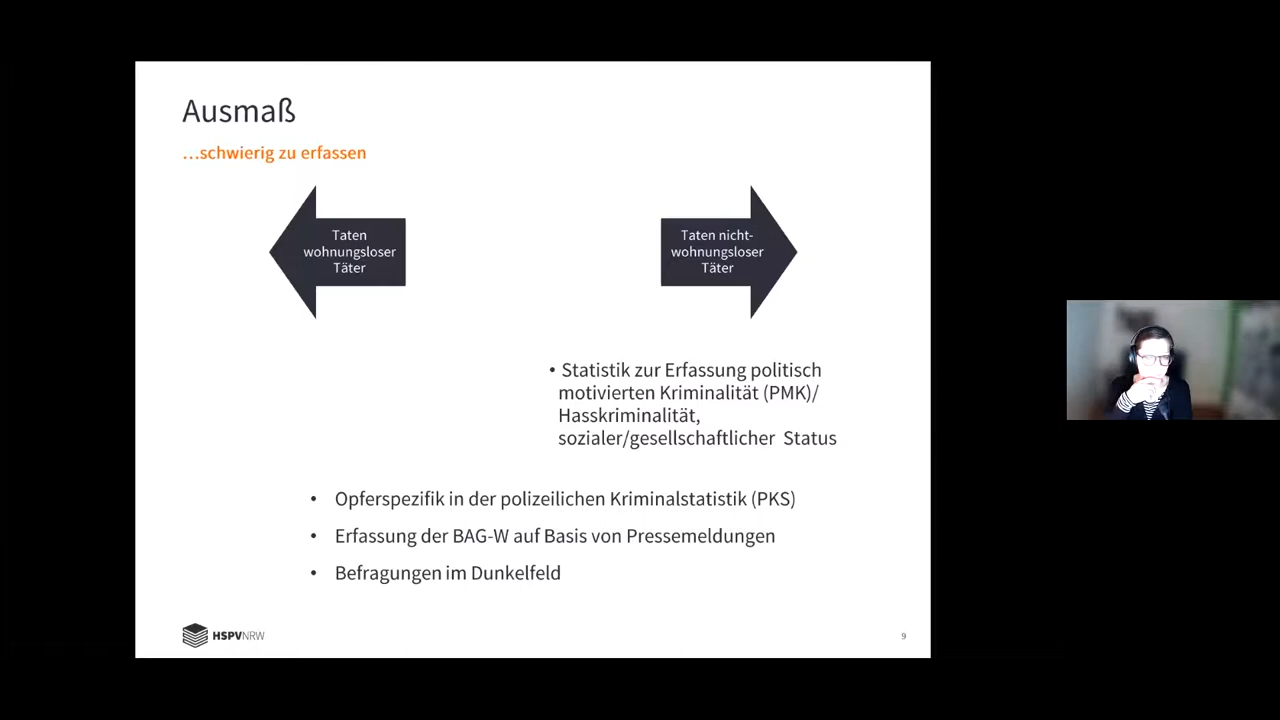 Ausmaß
...schwierig zu erfassen
Taten
wohnungsloser
Täter
Taten nicht-
wohnungsloser
Täter
• Statistik zur Erfassung politisch
motivierten Kriminalität (PMK)/
Hasskriminalität,
sozialer/gesellschaftlicher Status
• Opferspezifik in der polizeilichen Kriminalstatistik (PKS)
• Erfassung der BAG-W auf Basis von Pressemeldungen
• Befragungen im Dunkelfeld
HSPVNRW
9